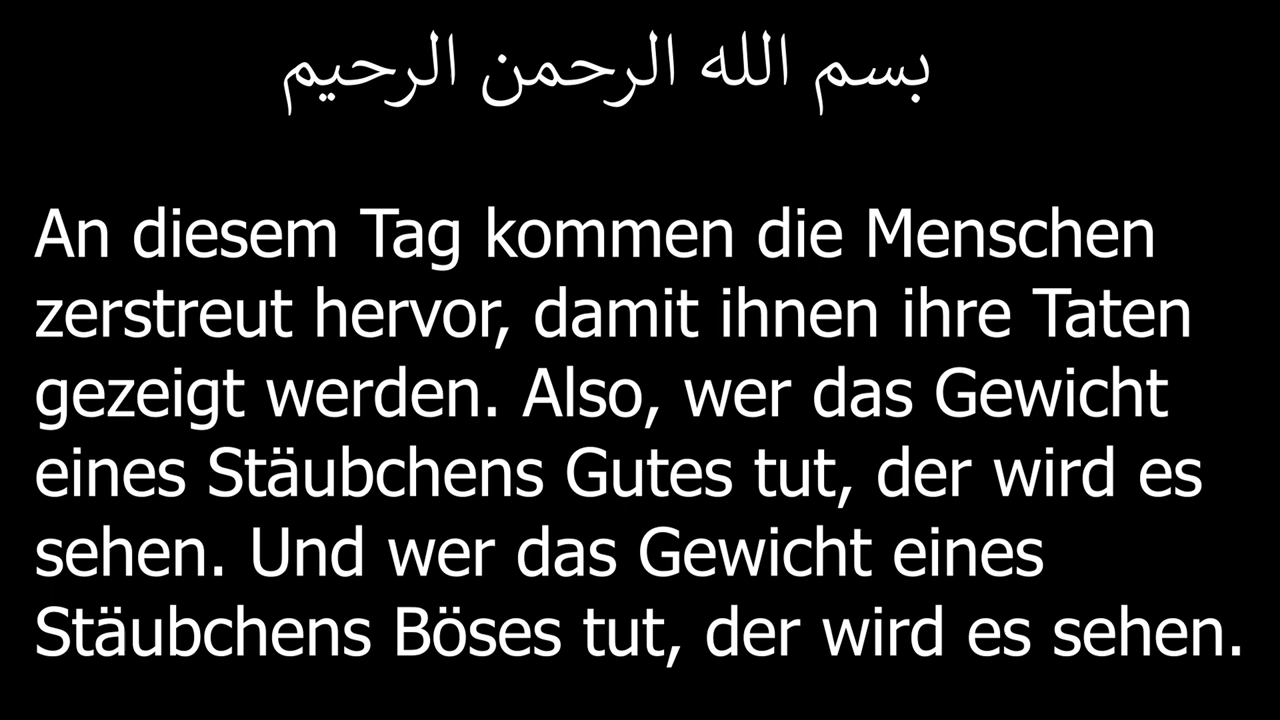 بسم الله الرحمن الرحيم
An diesem Tag kommen die Menschen
zerstreut hervor, damit ihnen ihre Taten
gezeigt werden. Also, wer das Gewicht
eines Stäubchens Gutes tut, der wird es
sehen. Und wer das Gewicht eines
Stäubchens Böses tut, der wird es sehen.